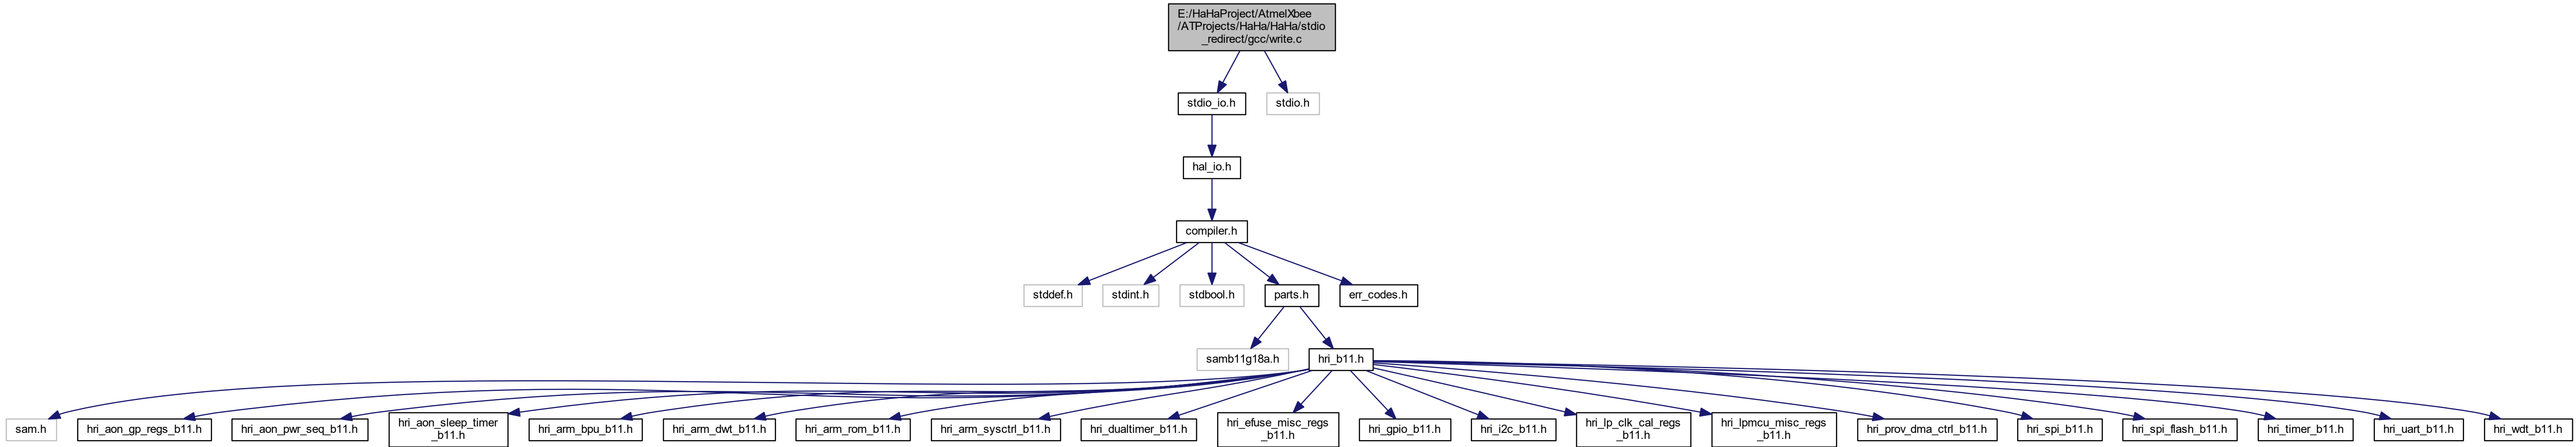 E:/HaHaProject/AtmelXbee
/ATProjects/HaHa/HaHa/stdio
_redirect/gcc/write.c
stdio_io.h
stdio.h
hal_io.h
compiler.h
stddef.h
stdint.h
stdbool.h
parts.h
err_codes.h
samb11g18a.h
hri_b11.h
sam.h
hri_aon_gp_regs_b11.h
hri_aon_pwr_seq_b11.h
hri_aon_sleep_timer
_b11.h
hri_arm_bpu_b11.h
hri_arm_dwt_b11.h
hri_arm_rom_b11.h
hri_arm_sysctrl_b11.h
hri_dualtimer_b11.h
hri_efuse_misc_regs
_b11.h
hri_gpio_b11.h
hri_i2c_b11.h
hri_lp_clk_cal_regs
_b11.h
hri_lpmcu_misc_regs
_b11.h
hri_prov_dma_ctrl_b11.h
hri_spi_b11.h
hri_spi_flash_b11.h
hri_timer_b11.h
hri_uart_b11.h
hri_wdt_b11.h